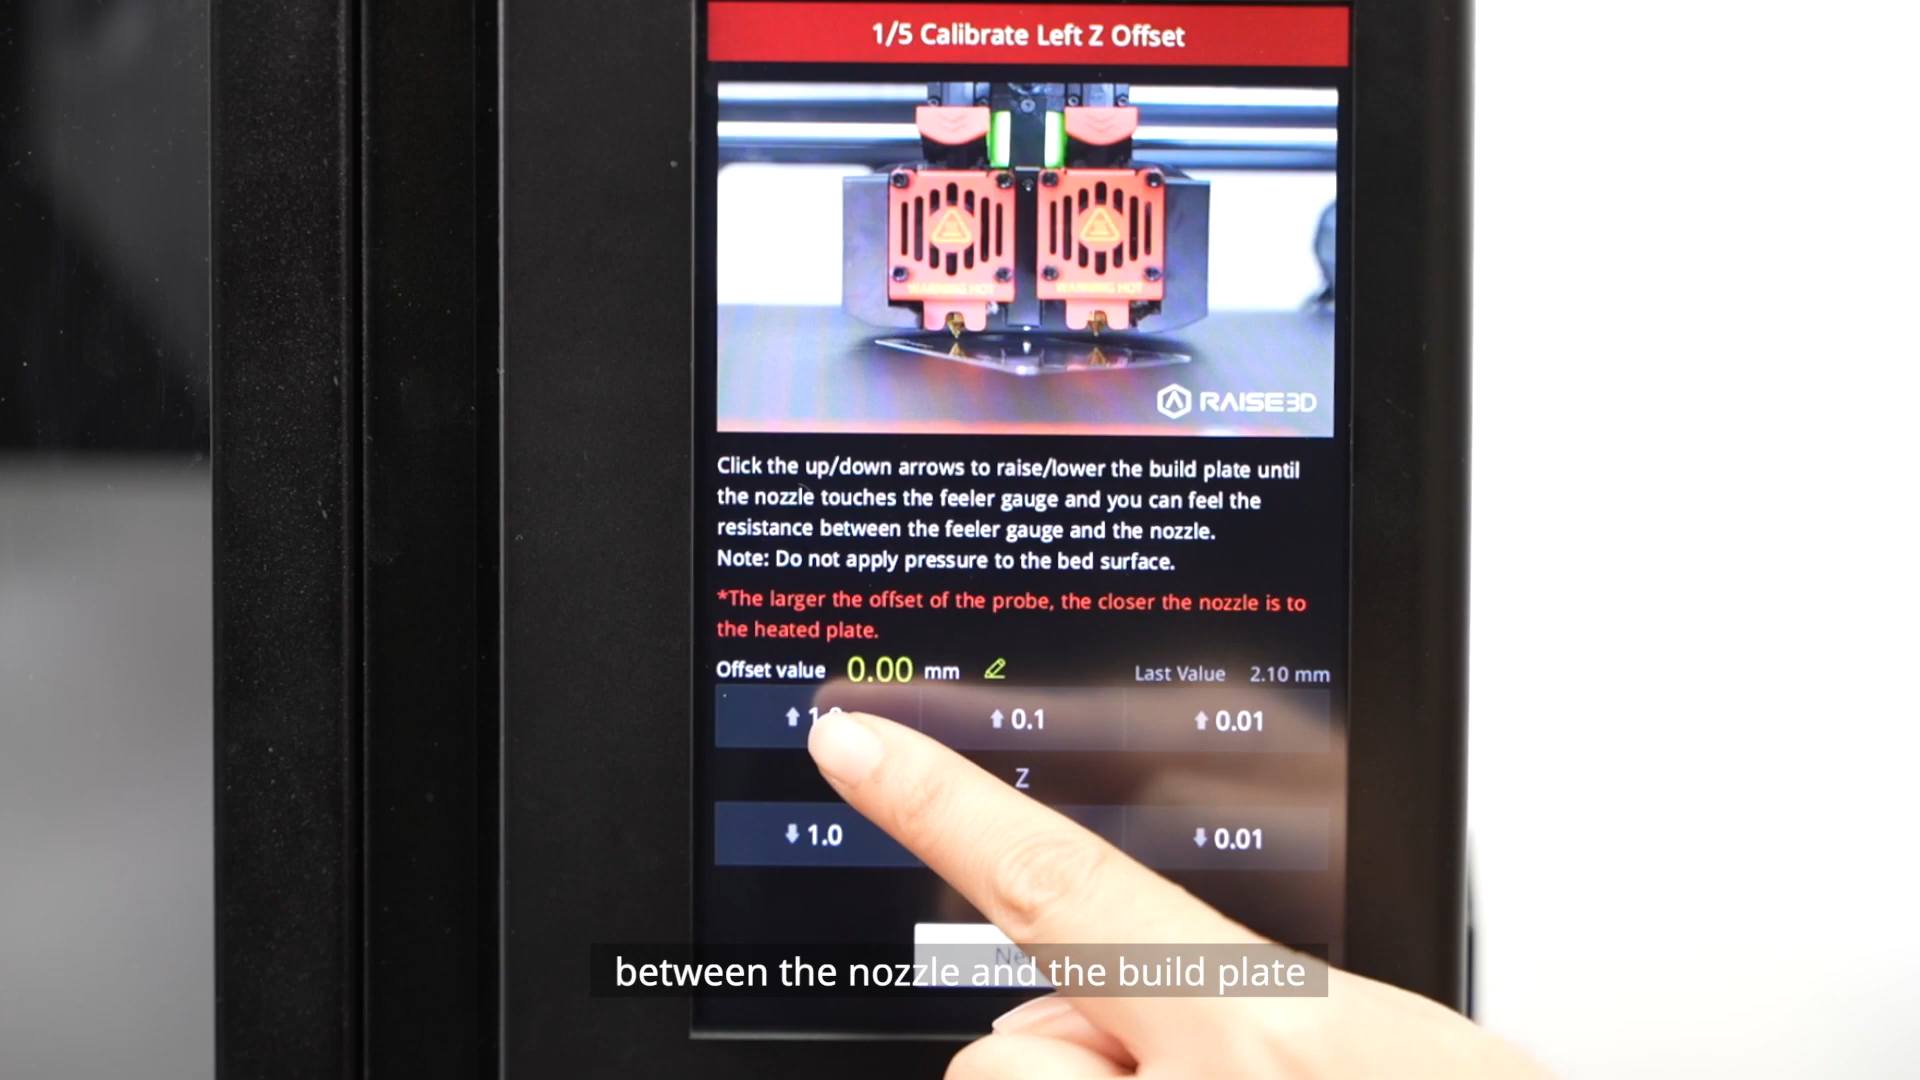 1/5 Calibrate Left Z Offset
WARNING HOT
WARNING HOT
RAISE3D
Click the up/down arrows to raise/lower the build plate until
the nozzle touches the feeler gauge and you can feel the
resistance between the feeler gauge and the nozzle.
Note: Do not apply pressure to the bed surface.
*The larger the offset of the probe, the closer the nozzle is to
the heated plate.
Offset value 0.00 mm Last Value 2.10 mm
0.1 0.01
Z
1.0 0.01
between the nozzle and the build plate